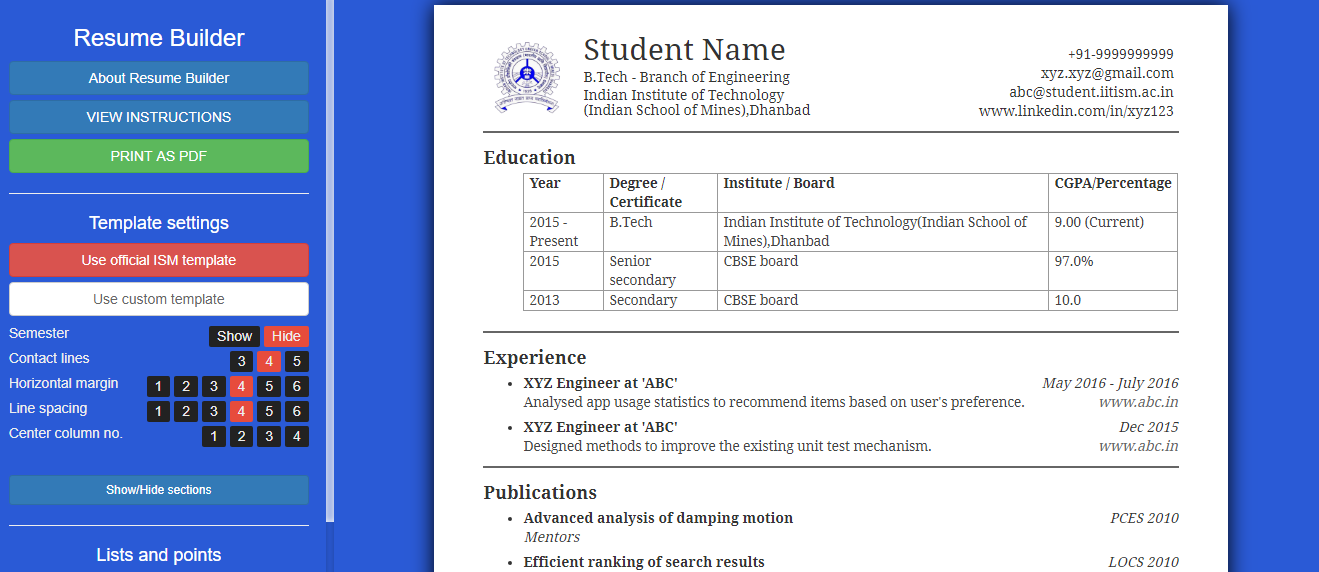 Resume Builder
About Resume Builder
VIEW INSTRUCTIONS
PRINT AS PDF
Template settings
Use official ISM template
Use custom template
Semester Show Hide
Contact lines 3 4 5
Horizontal margin 1 2 3 4 5 6
Line spacing 1 2 3 4 5 6
Center column no. 1 2 3 4
Show/Hide sections
Lists and points
Student Name
B.Tech - Branch of Engineering
Indian Institute of Technology
(Indian School of Mines),Dhanbad
+91-9999999999
xyz.xyz@gmail.com
abc@student.iitism.ac.in
www.linkedin.com/in/xyz123
Education
Year Degree / Certificate Institute / Board CGPA/Percentage
2015 - Present B.Tech Indian Institute of Technology(Indian School of Mines),Dhanbad 9.00 (Current)
2015 Senior secondary CBSE board 97.0%
2013 Secondary CBSE board 10.0
Experience
• XYZ Engineer at 'ABC' May 2016 - July 2016
Analysed app usage statistics to recommend items based on user's preference. www.abc.in
• XYZ Engineer at 'ABC' Dec 2015
Designed methods to improve the existing unit test mechanism. www.abc.in
Publications
• Advanced analysis of damping motion PCES 2010
Mentors
• Efficient ranking of search results LOCS 2010